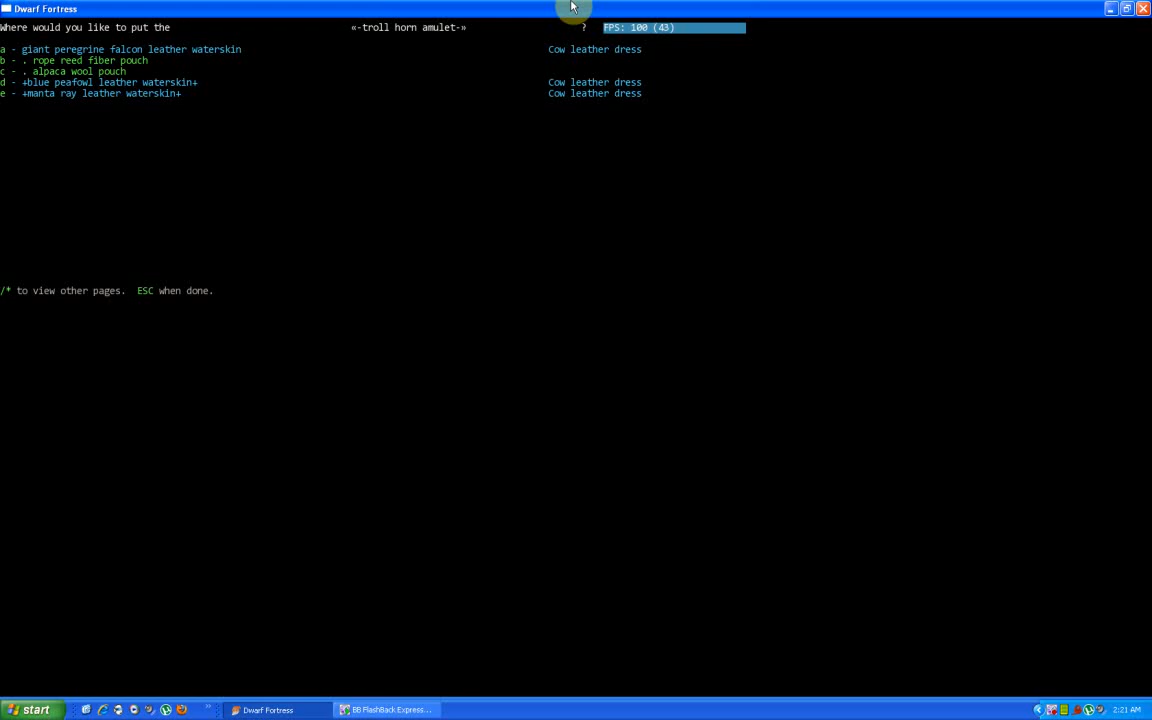 Dwarf Fortress
Where would you like to put the «-troll horn amulet-» ? FPS: 100 (43)
a - giant peregrine falcon leather waterskin Cow leather dress
b - . rope reed fiber pouch
c - . alpaca wool pouch
d - +blue peafowl leather waterskin+ Cow leather dress
e - +manta ray leather waterskin+ Cow leather dress
/* to view other pages. ESC when done.
start Dwarf Fortress BB FlashBack Express... 2:21 AM